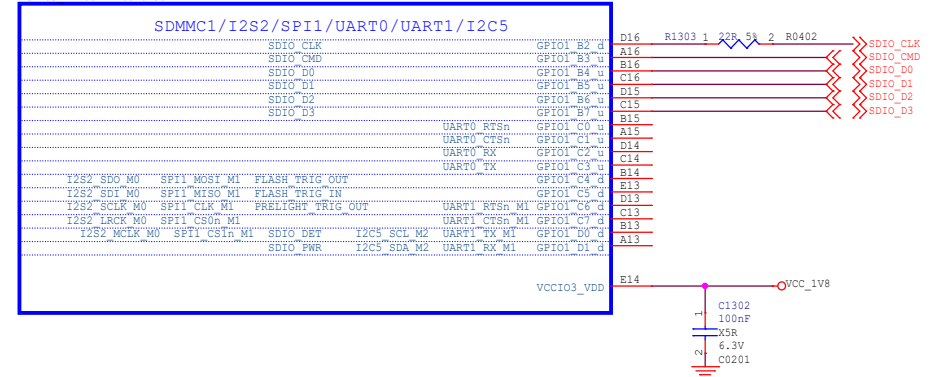 SDMMC1/I2S2/SPI1/UART0/UART1/I2C5
SDIO_CLK GPIO1_B2_d D16 R1303 1 22R 5% 2 R0402 SDIO_CLK
SDIO_CMD GPIO1_B3_u A16 SDIO_CMD
SDIO_D0 GPIO1_B4_u B16 SDIO_D0
SDIO_D1 GPIO1_B5_u C16 SDIO_D1
SDIO_D2 GPIO1_B6_u D15 SDIO_D2
SDIO_D3 GPIO1_B7_u C15 SDIO_D3
UART0_RTSn GPIO1_C0_u B15
UART0_CTSn GPIO1_C1_u A15
UART0_RX GPIO1_C2_u D14
UART0_TX GPIO1_C3_u C14
I2S2_SDO_M0 SPI1_MOSI_M1 FLASH_TRIG_OUT GPIO1_C4_d B14
I2S2_SDI_M0 SPI1_MISO_M1 FLASH_TRIG_IN GPIO1_C5_d E13
I2S2_SCLK_M0 SPI1_CLK_M1 PRELIGHT_TRIG_OUT UART1_RTSn_M1 GPIO1_C6_d D13
I2S2_LRCK_M0 SPI1_CS0n_M1 UART1_CTSn_M1 GPIO1_C7_d C13
I2S2_MCLK_M0 SPI1_CS1n_M1 SDIO_DET I2C5_SCL_M2 UART1_TX_M1 GPIO1_D0_d B13
SDIO_PWR I2C5_SDA_M2 UART1_RX_M1 GPIO1_D1_d A13
VCCIO3_VDD E14 VCC_1V8
C1302
1 100nF
X5R
6.3V
2 C0201